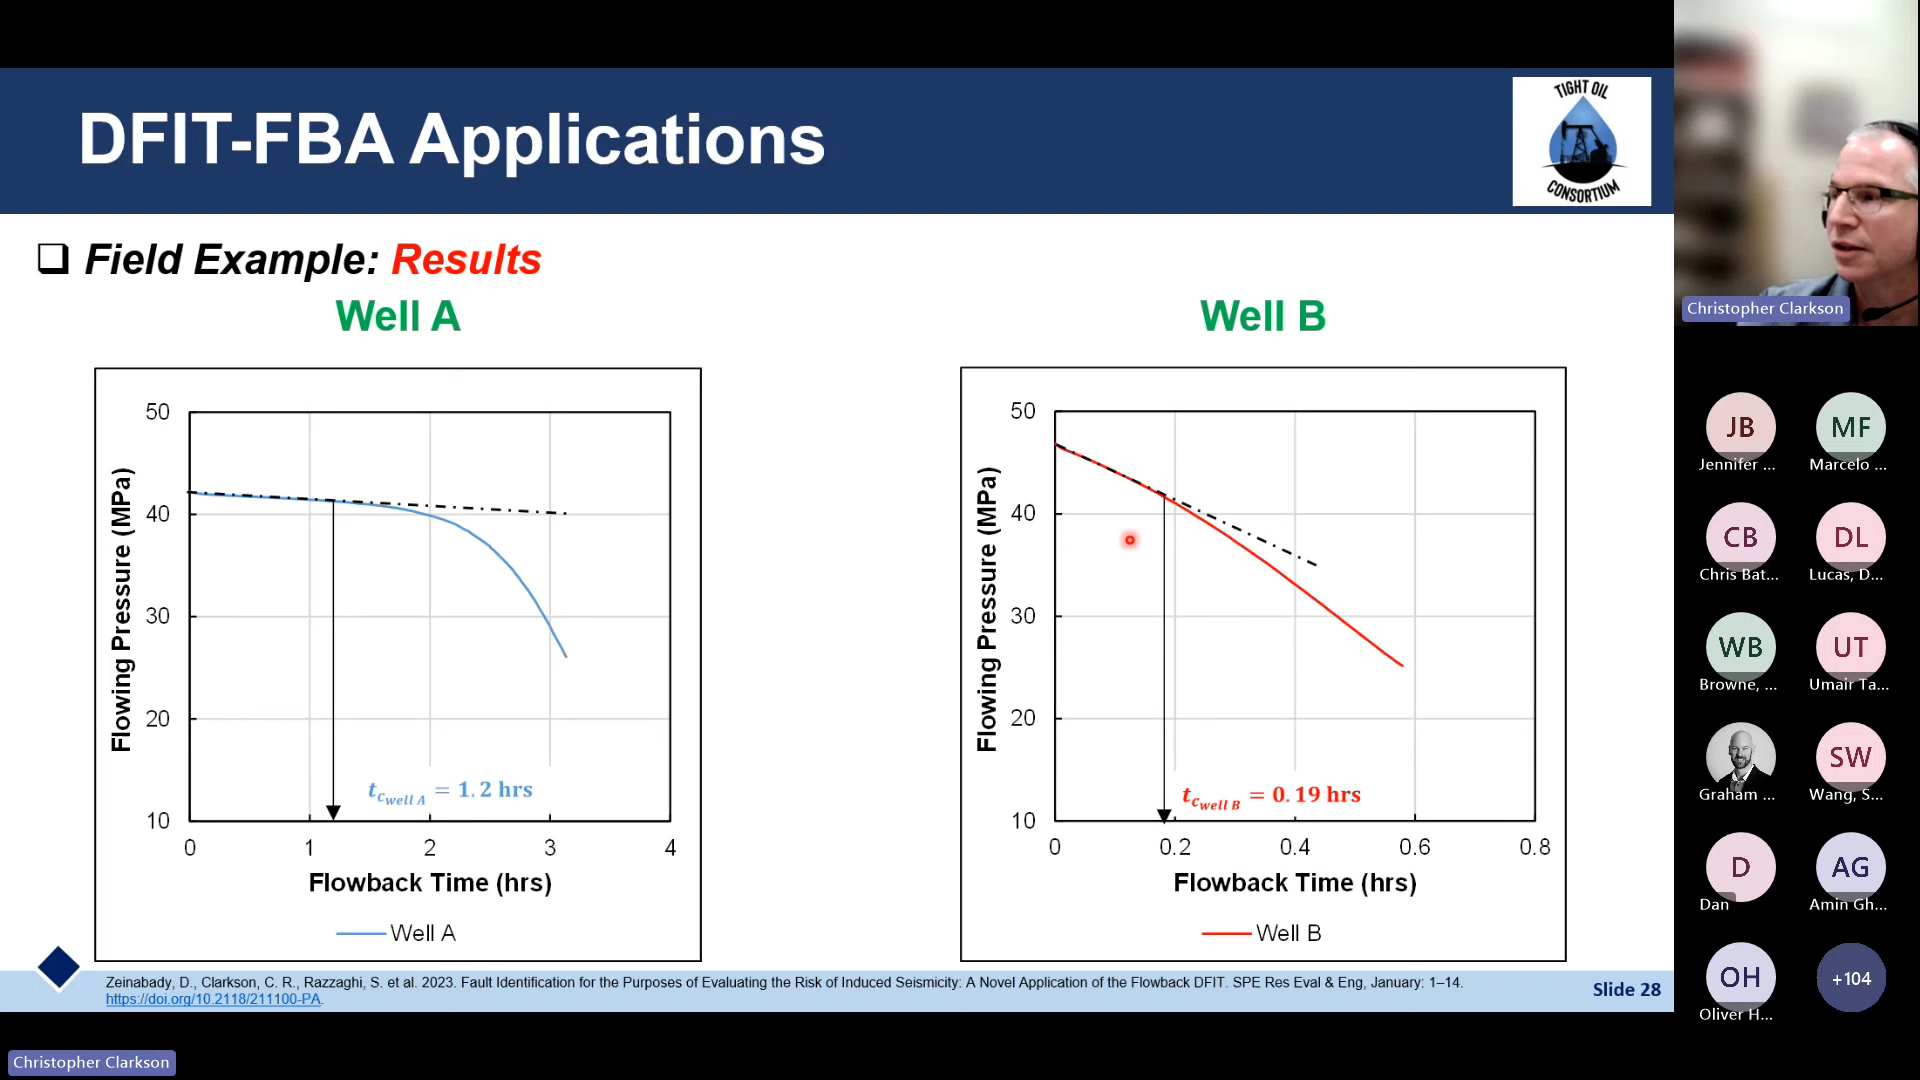 DFIT-FBA Applications
TIGHT OIL
CONSORTIUM
Field Example: Results
Well A
Well B
50
40
30
20
10
0
1
2
3
4
Flowing Pressure (MPa)
Flowback Time (hrs)
t_c_well A = 1.2 hrs
Well A
50
40
30
20
10
0
0.2
0.4
0.6
0.8
Flowing Pressure (MPa)
Flowback Time (hrs)
t_c_well B = 0.19 hrs
Well B
Zeinabady, D., Clarkson, C. R., Razzaghi, S. et al. 2023. Fault Identification for the Purposes of Evaluating the Risk of Induced Seismicity: A Novel Application of the Flowback DFIT. SPE Res Eval & Eng, January: 1–14.
https://doi.org/10.2118/211100-PA.
Slide 28
Christopher Clarkson
Christopher Clarkson
JB
Jennifer ...
MF
Marcelo ...
CB
Chris Bat...
DL
Lucas, D...
WB
Browne, ...
UT
Umair Ta...
Graham ...
SW
Wang, S...
D
Dan
AG
Amin Gh...
OH
Oliver H...
+104